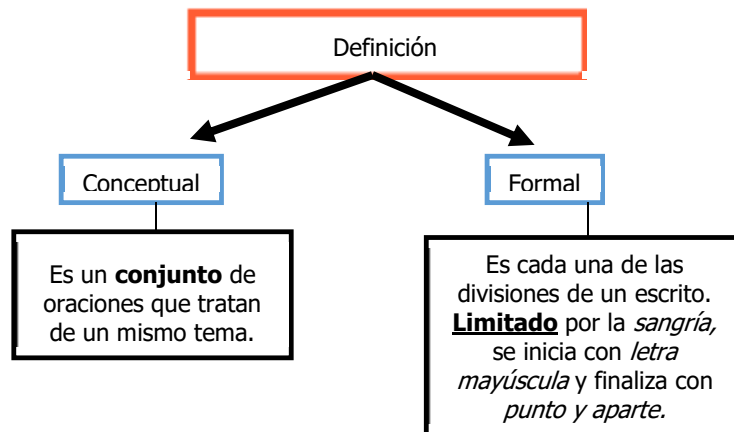 Definición
Conceptual
Formal
Es un conjunto de
oraciones que tratan
de un mismo tema.
Es cada una de las
divisiones de un escrito.
Limitado por la sangría,
se inicia con letra
mayúscula y finaliza con
punto y aparte.